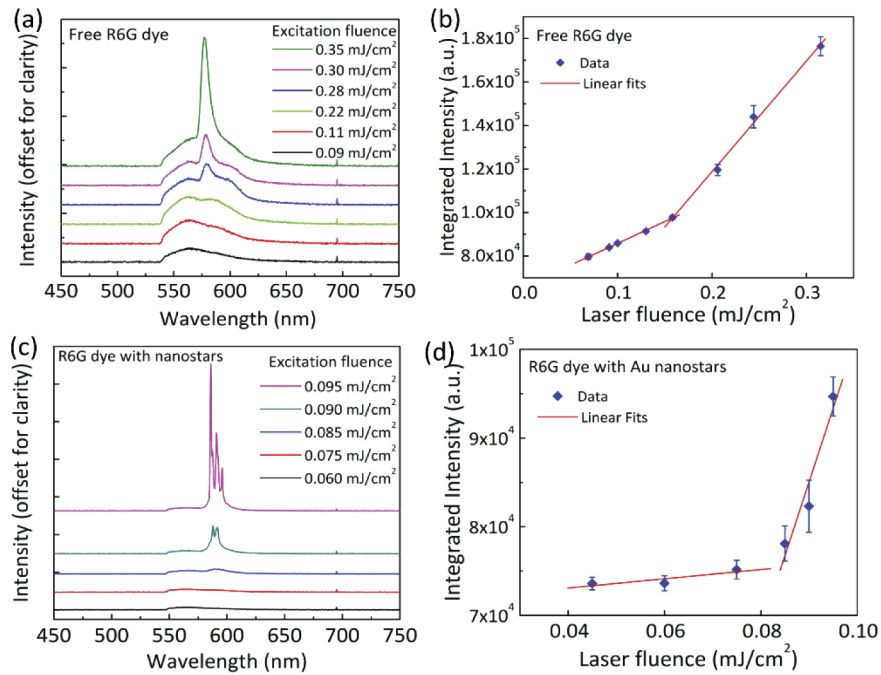 (a)
Free R6G dye
Excitation fluence
0.35 mJ/cm²
0.30 mJ/cm²
0.28 mJ/cm²
0.22 mJ/cm²
0.11 mJ/cm²
0.09 mJ/cm²
Intensity (offset for clarity)
450 500 550 600 650 700 750
Wavelength (nm)
(b)
Free R6G dye
Data
Linear fits
Integrated Intensity (a.u.)
1.8x10⁵
1.6x10⁵
1.4x10⁵
1.2x10⁵
1.0x10⁵
8.0x10⁴
0.0 0.1 0.2 0.3
Laser fluence (mJ/cm²)
(c)
R6G dye with nanostars
Excitation fluence
0.095 mJ/cm²
0.090 mJ/cm²
0.085 mJ/cm²
0.075 mJ/cm²
0.060 mJ/cm²
Intensity (offset for clarity)
450 500 550 600 650 700 750
Wavelength (nm)
(d)
R6G dye with Au nanostars
Data
Linear Fits
Integrated Intensity (a.u.)
1x10⁵
9x10⁴
8x10⁴
7x10⁴
0.04 0.06 0.08 0.10
Laser fluence (mJ/cm²)